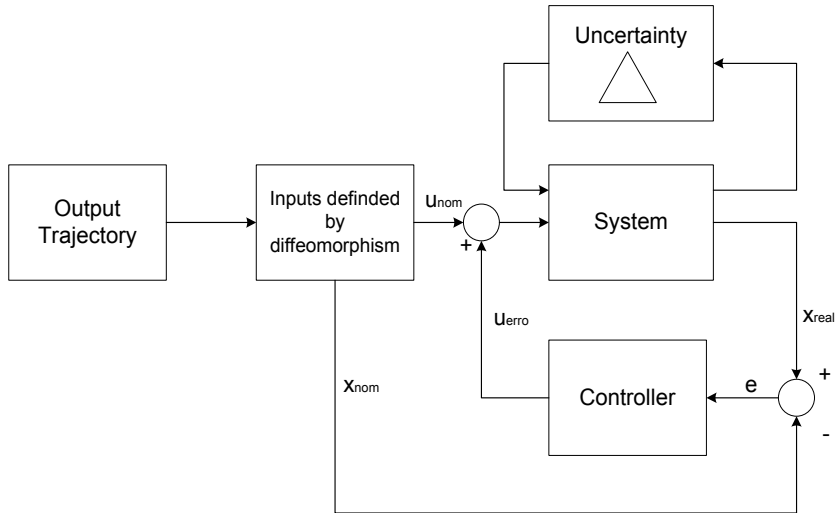 Uncertainty
Output
Trajectory
Inputs definded
by
diffeomorphism
unom
+
System
uerro
xreal
xnom
Controller
e
+
-